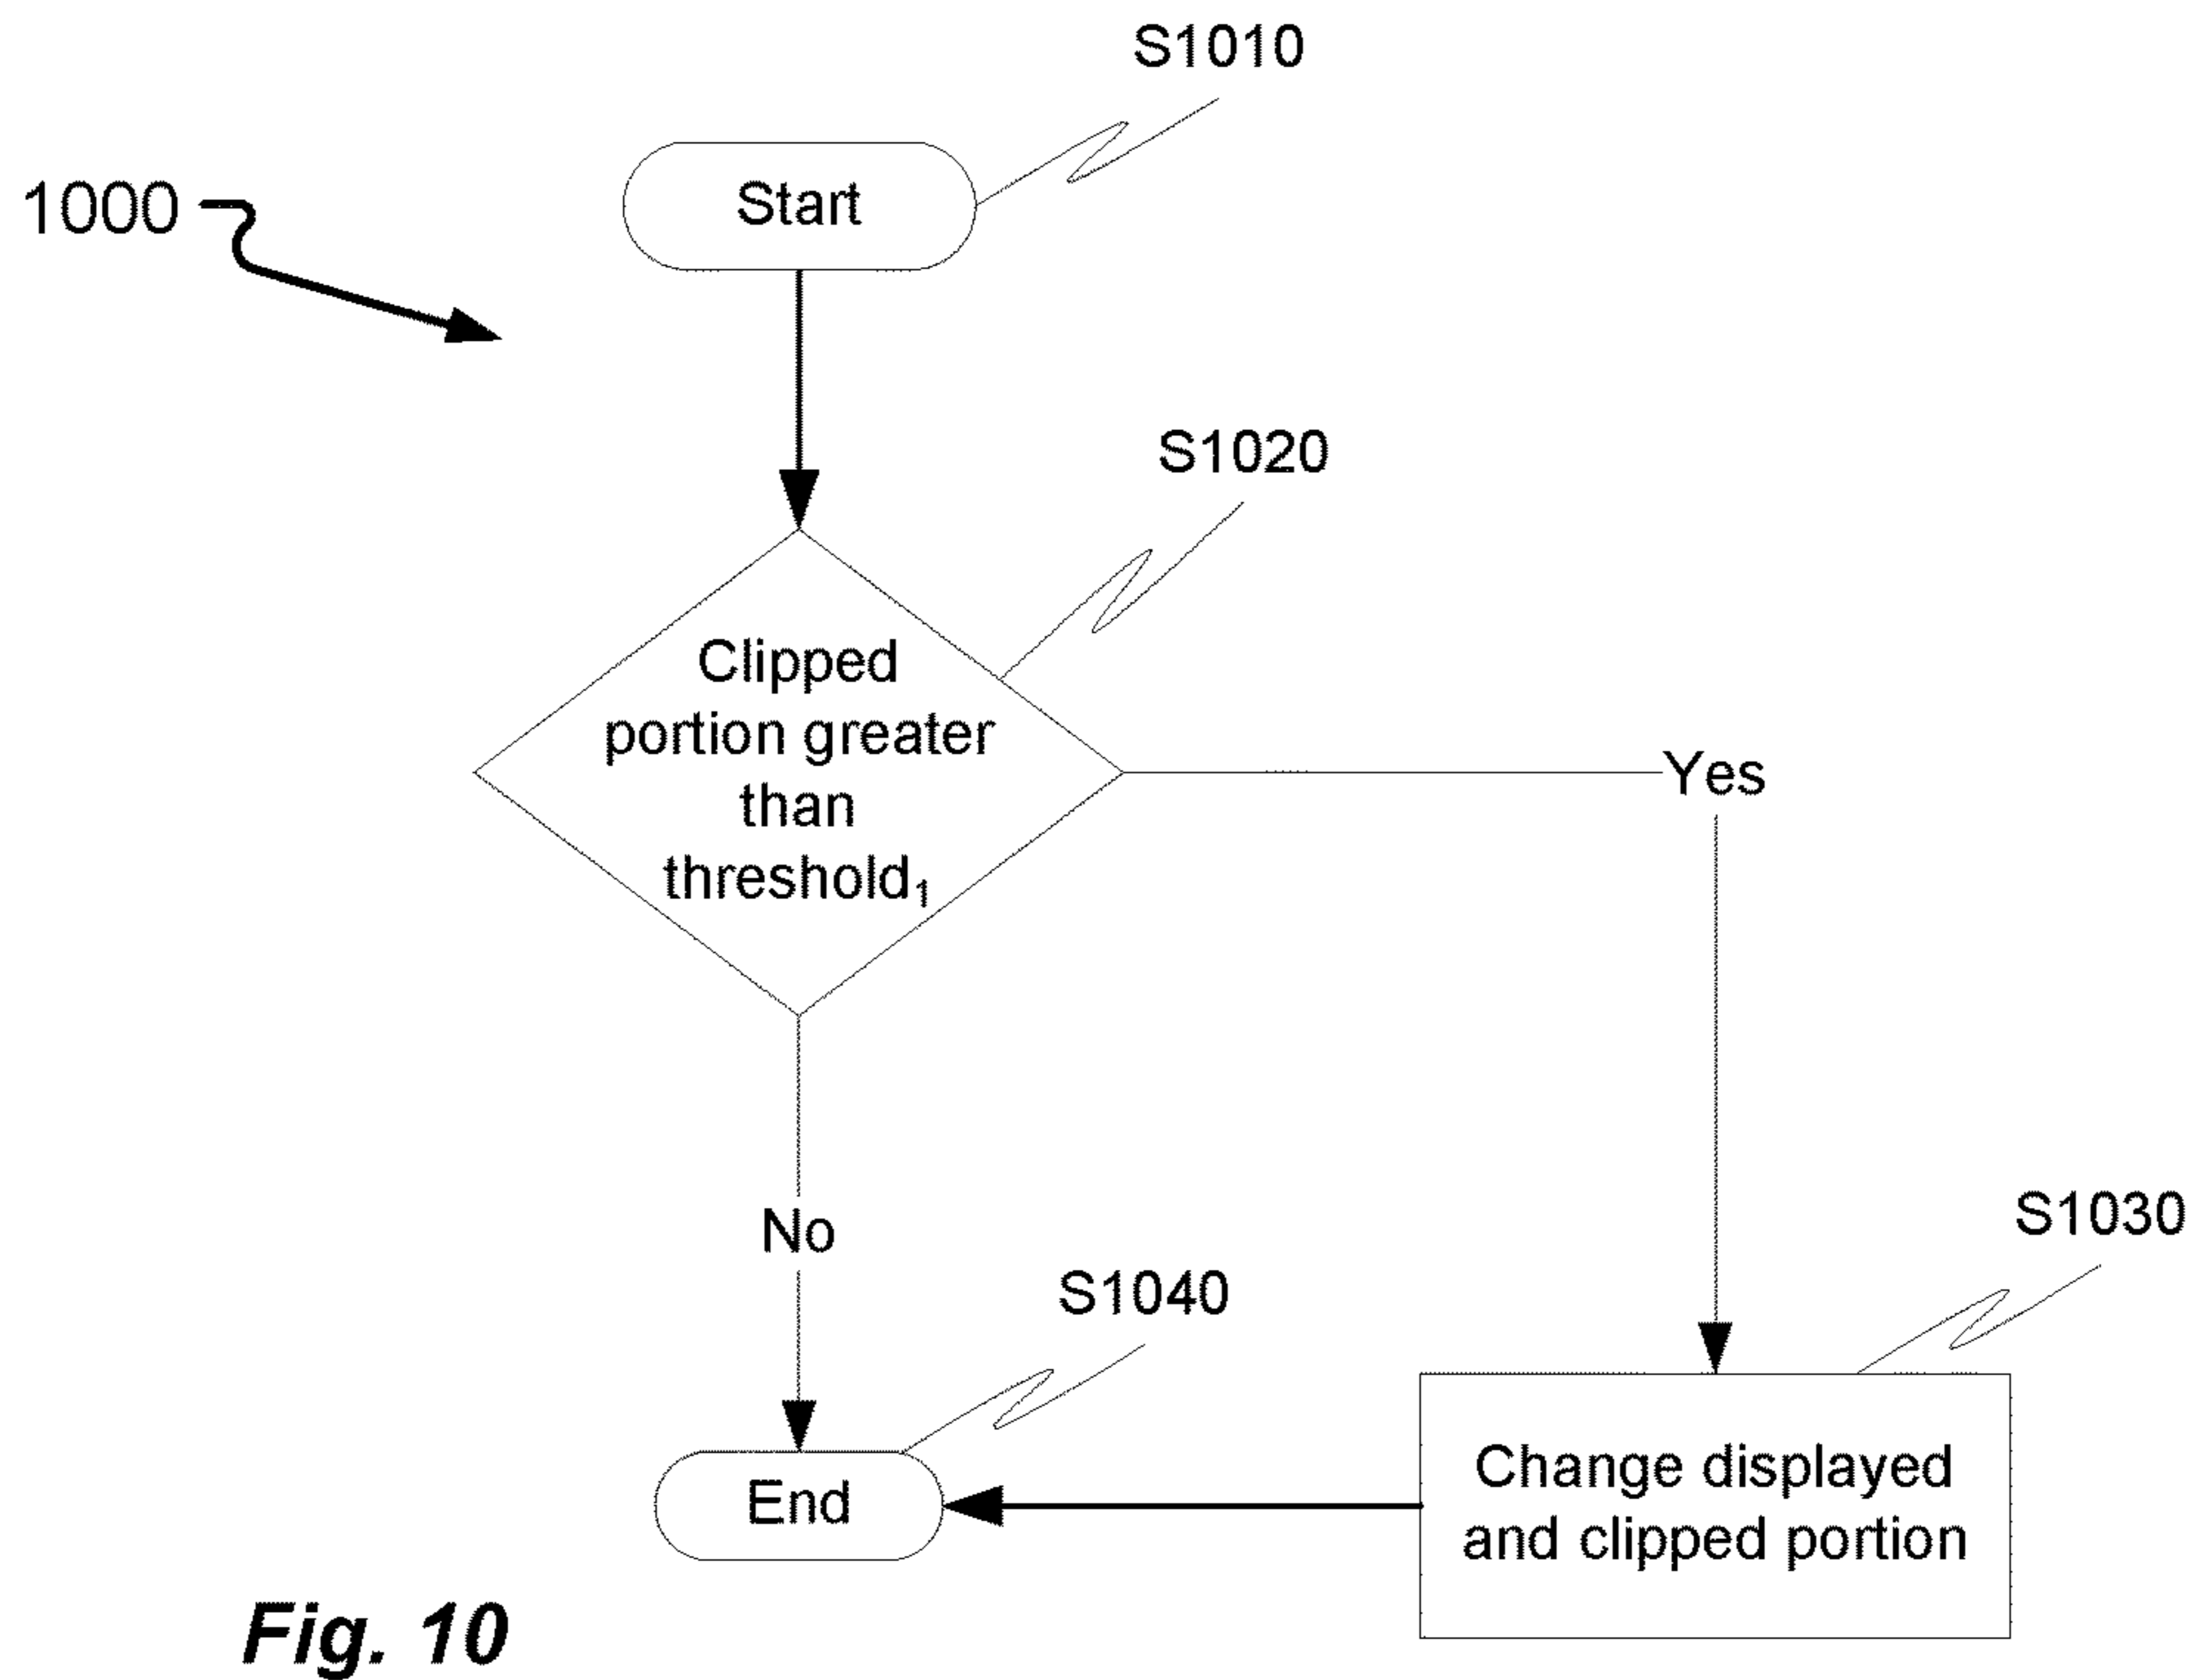 S1010
1000
Start
S1020
Clipped
portion greater
than
threshold₁
Yes
No
S1030
S1040
Change displayed
and clipped portion
End
Fig. 10